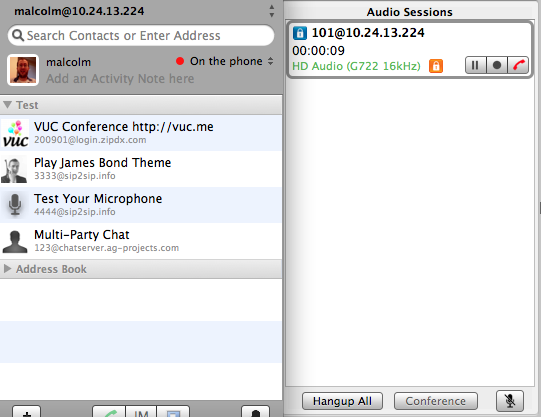 malcolm@10.24.13.224
Search Contacts or Enter Address
malcolm
On the phone
Add an Activity Note here
Test
VUC Conference http://vuc.me
200901@login.zipdx.com
Play James Bond Theme
3333@sip2sip.info
Test Your Microphone
4444@sip2sip.info
Multi-Party Chat
123@chatserver.ag-projects.com
Address Book
+
IM
Audio Sessions
101@10.24.13.224
00:00:09
HD Audio (G722 16kHz)
Hangup All
Conference
VUC